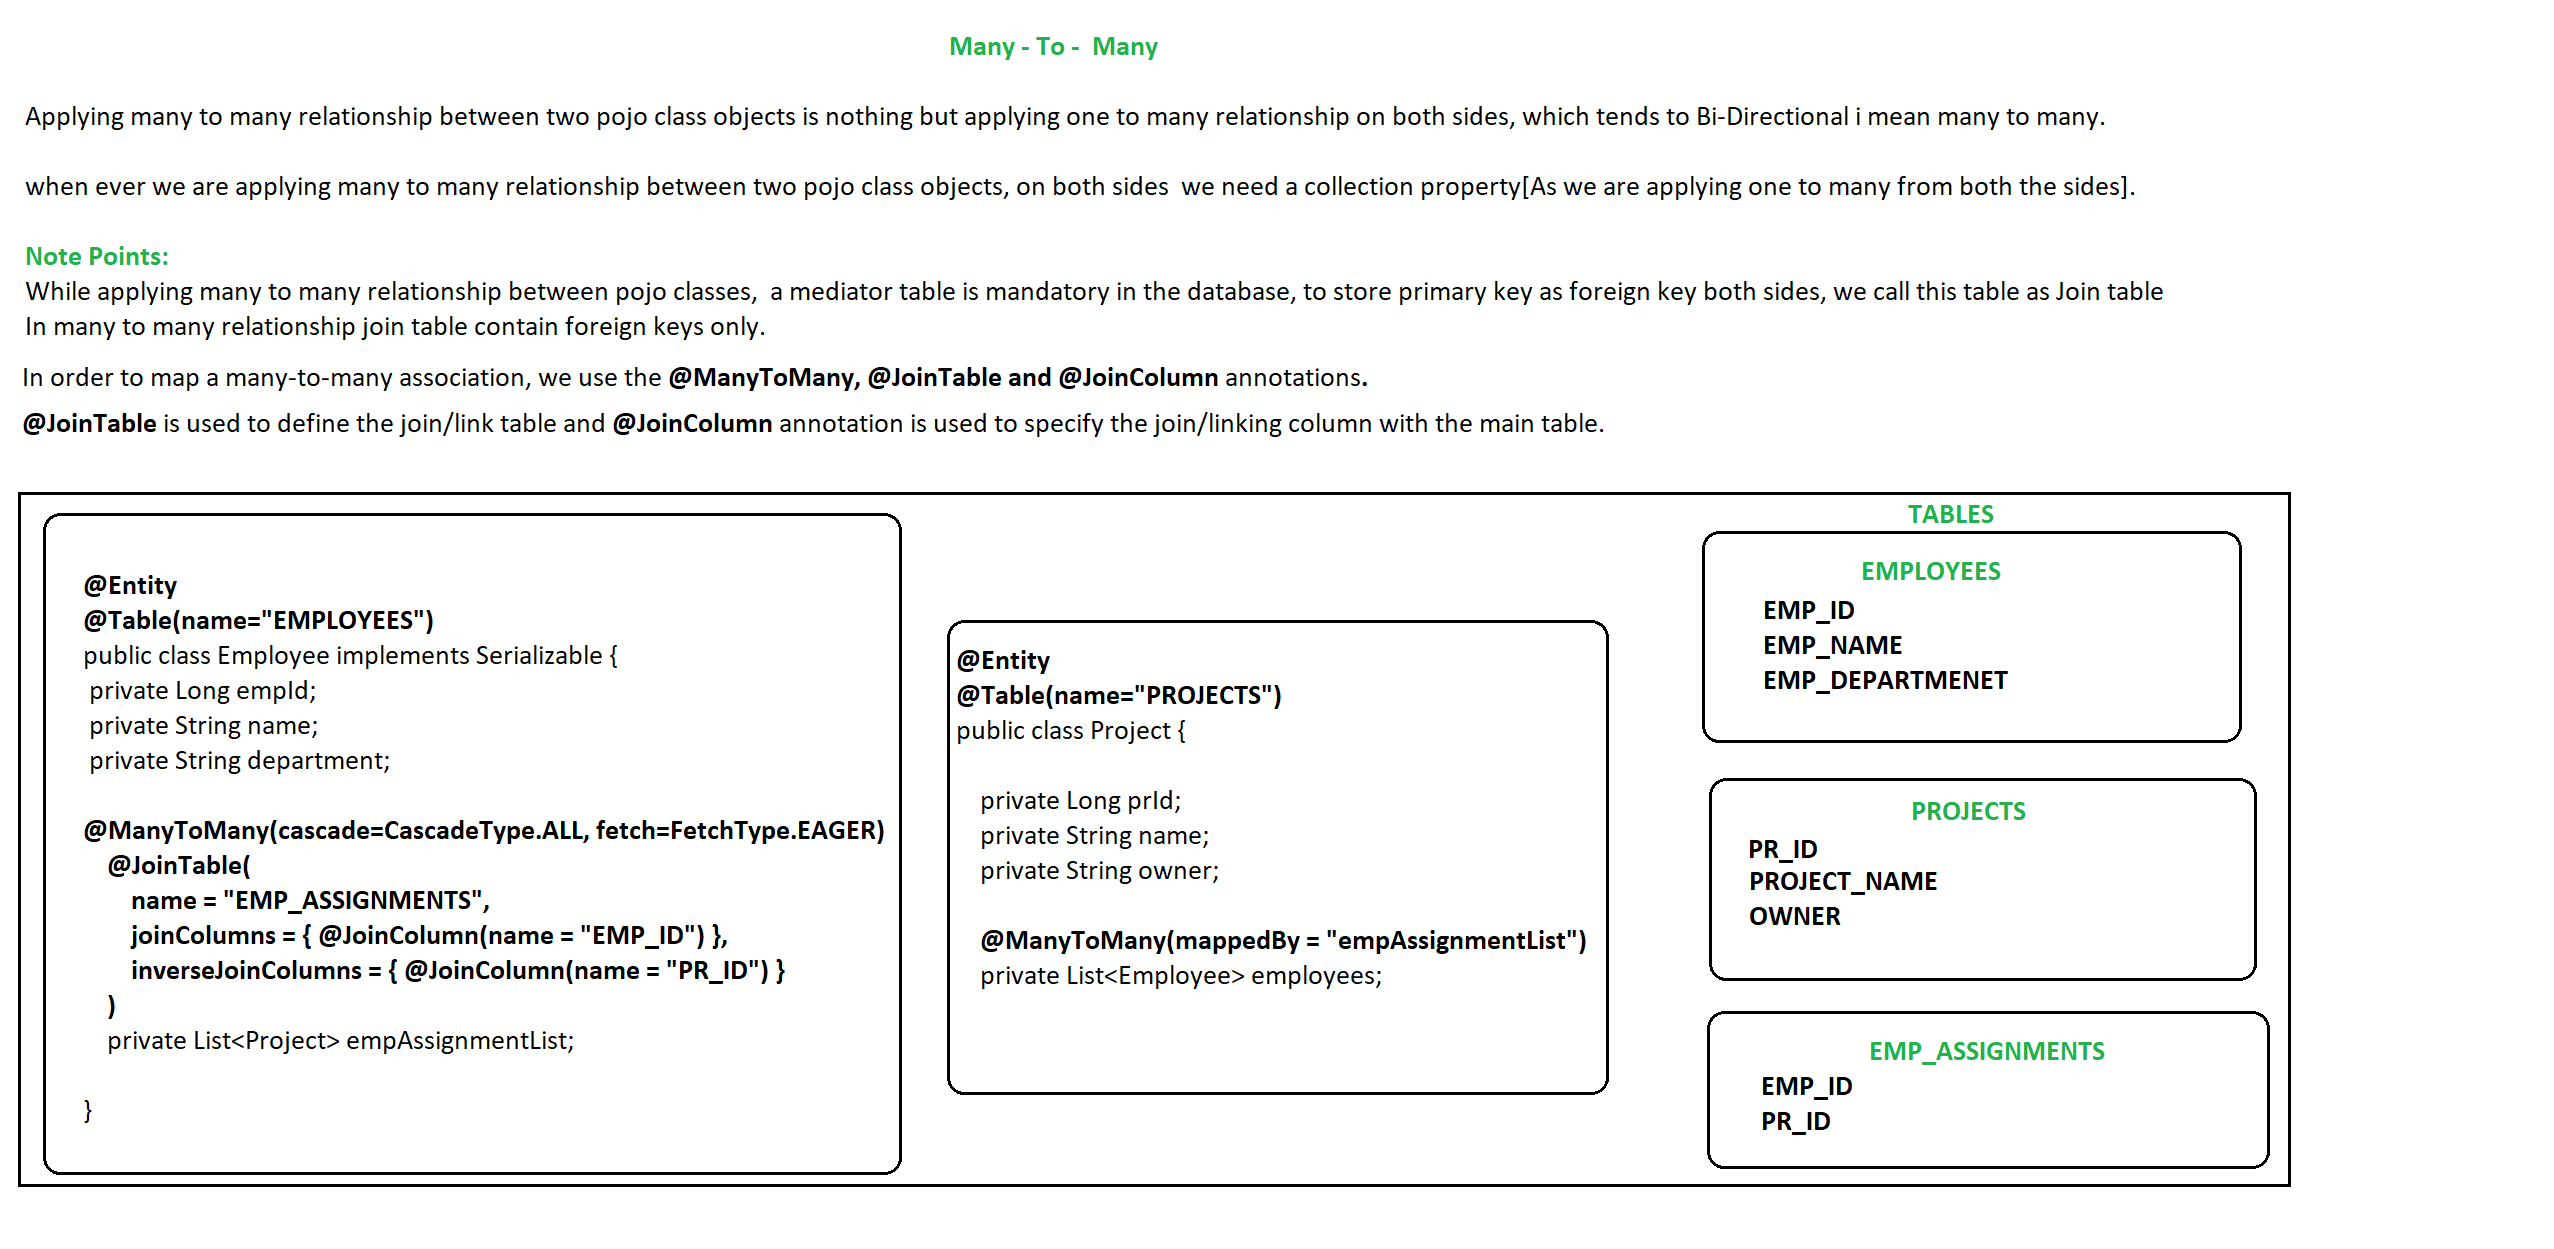 Many - To -  Many
Applying many to many relationship between two pojo class objects is nothing but applying one to many relationship on both sides, which tends to Bi-Directional i mean many to many.
when ever we are applying many to many relationship between two pojo class objects, on both sides  we need a collection property[As we are applying one to many from both the sides].
Note Points:
While applying many to many relationship between pojo classes,  a mediator table is mandatory in the database, to store primary key as foreign key both sides, we call this table as Join table
In many to many relationship join table contain foreign keys only.
In order to map a many-to-many association, we use the @ManyToMany, @JoinTable and @JoinColumn annotations.
@JoinTable is used to define the join/link table and @JoinColumn annotation is used to specify the join/linking column with the main table.
@Entity
@Table(name="EMPLOYEES")
public class Employee implements Serializable {
private Long empId;
private String name;
private String department;
@ManyToMany(cascade=CascadeType.ALL, fetch=FetchType.EAGER)
@JoinTable(
name = "EMP_ASSIGNMENTS",
joinColumns = { @JoinColumn(name = "EMP_ID") },
inverseJoinColumns = { @JoinColumn(name = "PR_ID") }
)
private List<Project> empAssignmentList;
}
@Entity
@Table(name="PROJECTS")
public class Project {
private Long prId;
private String name;
private String owner;
@ManyToMany(mappedBy = "empAssignmentList")
private List<Employee> employees;
TABLES
EMPLOYEES
EMP_ID
EMP_NAME
EMP_DEPARTMENET
PROJECTS
PR_ID
PROJECT_NAME
OWNER
EMP_ASSIGNMENTS
EMP_ID
PR_ID